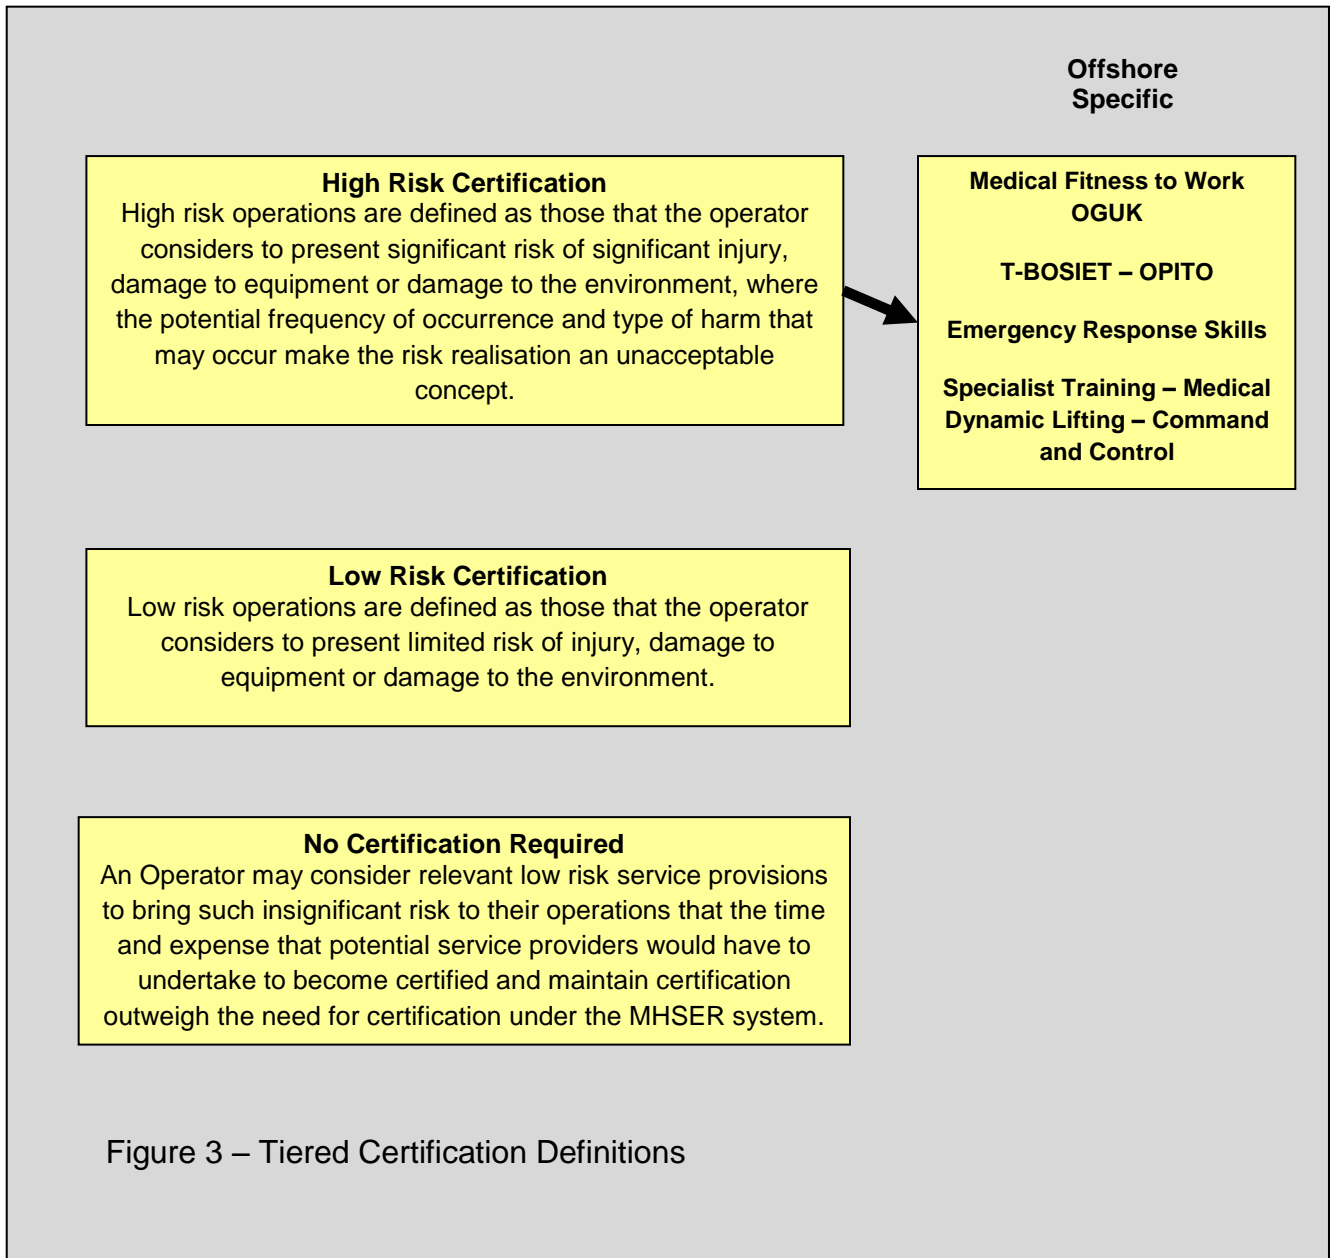 Offshore
Specific
High Risk Certification
High risk operations are defined as those that the operator
considers to present significant risk of significant injury,
damage to equipment or damage to the environment, where
the potential frequency of occurrence and type of harm that
may occur make the risk realisation an unacceptable
concept.
Medical Fitness to Work
OGUK
T-BOSIET – OPITO
Emergency Response Skills
Specialist Training – Medical
Dynamic Lifting – Command
and Control
Low Risk Certification
Low risk operations are defined as those that the operator
considers to present limited risk of injury, damage to
equipment or damage to the environment.
No Certification Required
An Operator may consider relevant low risk service provisions
to bring such insignificant risk to their operations that the time
and expense that potential service providers would have to
undertake to become certified and maintain certification
outweigh the need for certification under the MHSER system.
Figure 3 – Tiered Certification Definitions